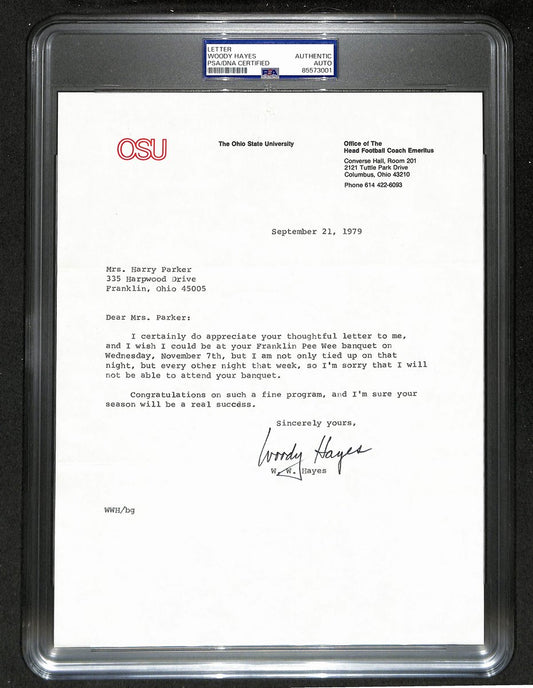 LETTER
WOODY HAYES AUTHENTIC
PSA/DNA CERTIFIED AUTO
PSA 85573001
OSU
The Ohio State University
Office of The
Head Football Coach Emeritus
Converse Hall, Room 201
2121 Tuttle Park Drive
Columbus, Ohio 43210
Phone 614 422-6093
September 21, 1979
Mrs. Harry Parker
335 Harpwood Drive
Franklin, Ohio 45005
Dear Mrs. Parker:
I certainly do appreciate your thoughtful letter to me,
and I wish I could be at your Franklin Pee Wee banquet on
Wednesday, November 7th, but I am not only tied up on that
night, but every other night that week, so I'm sorry that I will
not be able to attend your banquet.
Congratulations on such a fine program, and I'm sure your
season will be a real success.
Sincerely yours,
Woody Hayes
W. W. Hayes
WWH/bg